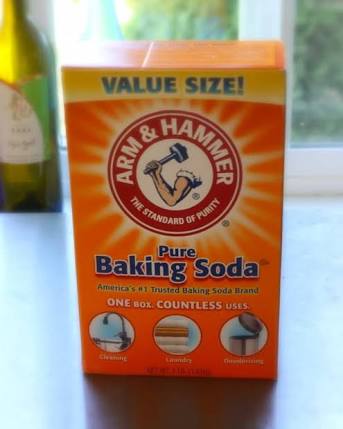 VALUE SIZE!
ARM & HAMMER
®
THE STANDARD OF PURITY
®
Pure
Baking Soda
America's #1 Trusted Baking Soda Brand
ONE BOX. COUNTLESS USES.
Cleaning
Laundry
Deodorizing